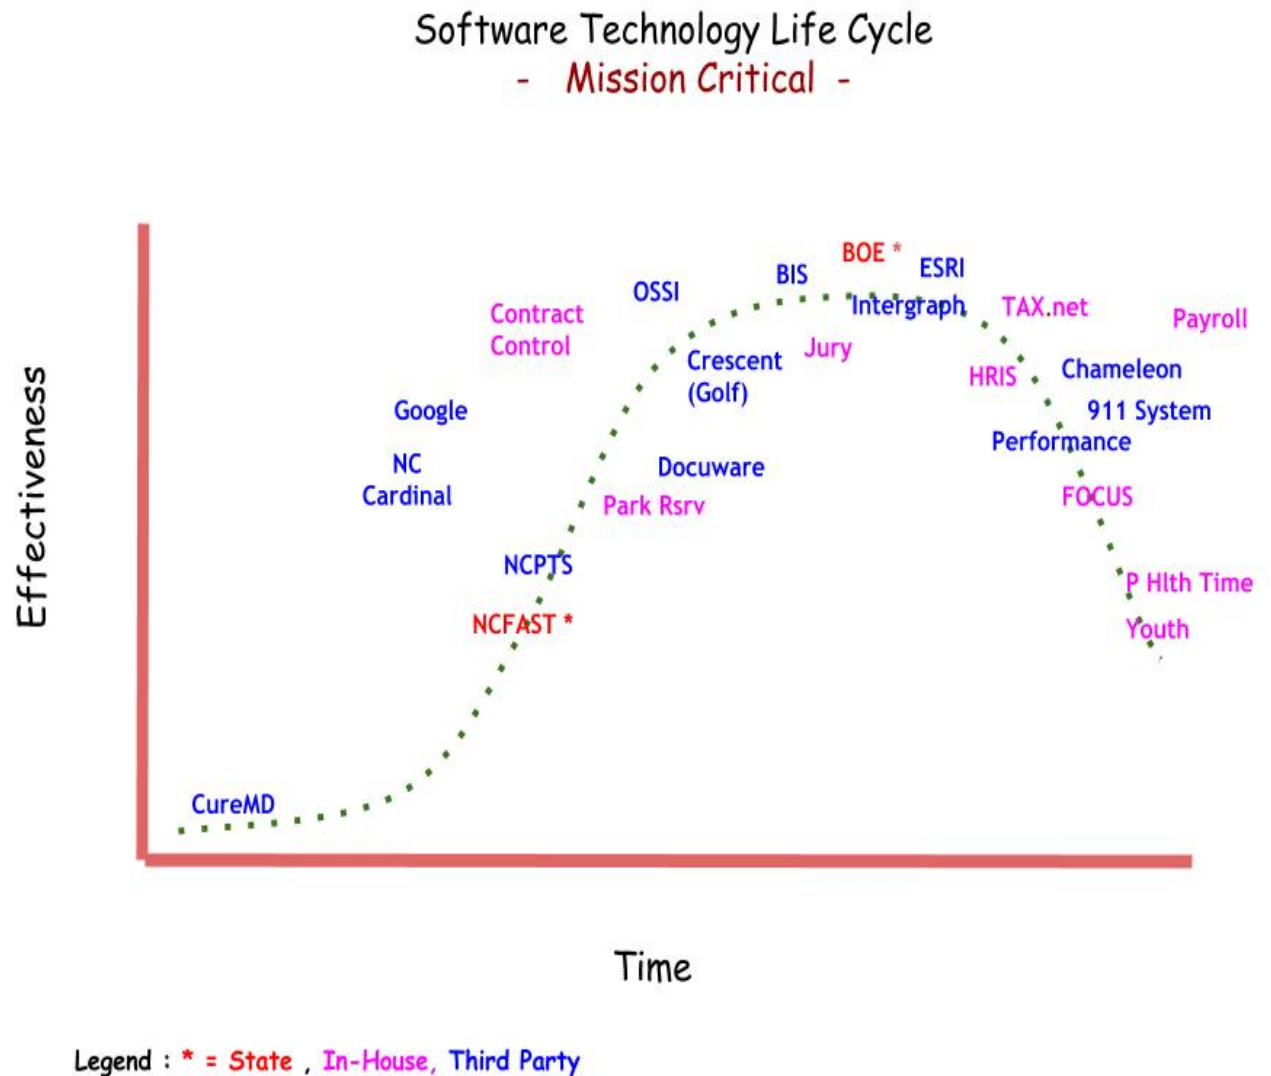 Software Technology Life Cycle
- Mission Critical -
BOE *
ESRI
BIS
OSSI
Intergraph
TAX.net
Contract
Control
Payroll
Jury
Crescent
(Golf)
HRIS
Chameleon
Google
911 System
Performance
NC
Cardinal
Docuware
Park Rsrv
FOCUS
NCPTS
P Hlth Time
NCFAST *
Youth
CureMD
Effectiveness
Time
Legend : * = State , In-House, Third Party